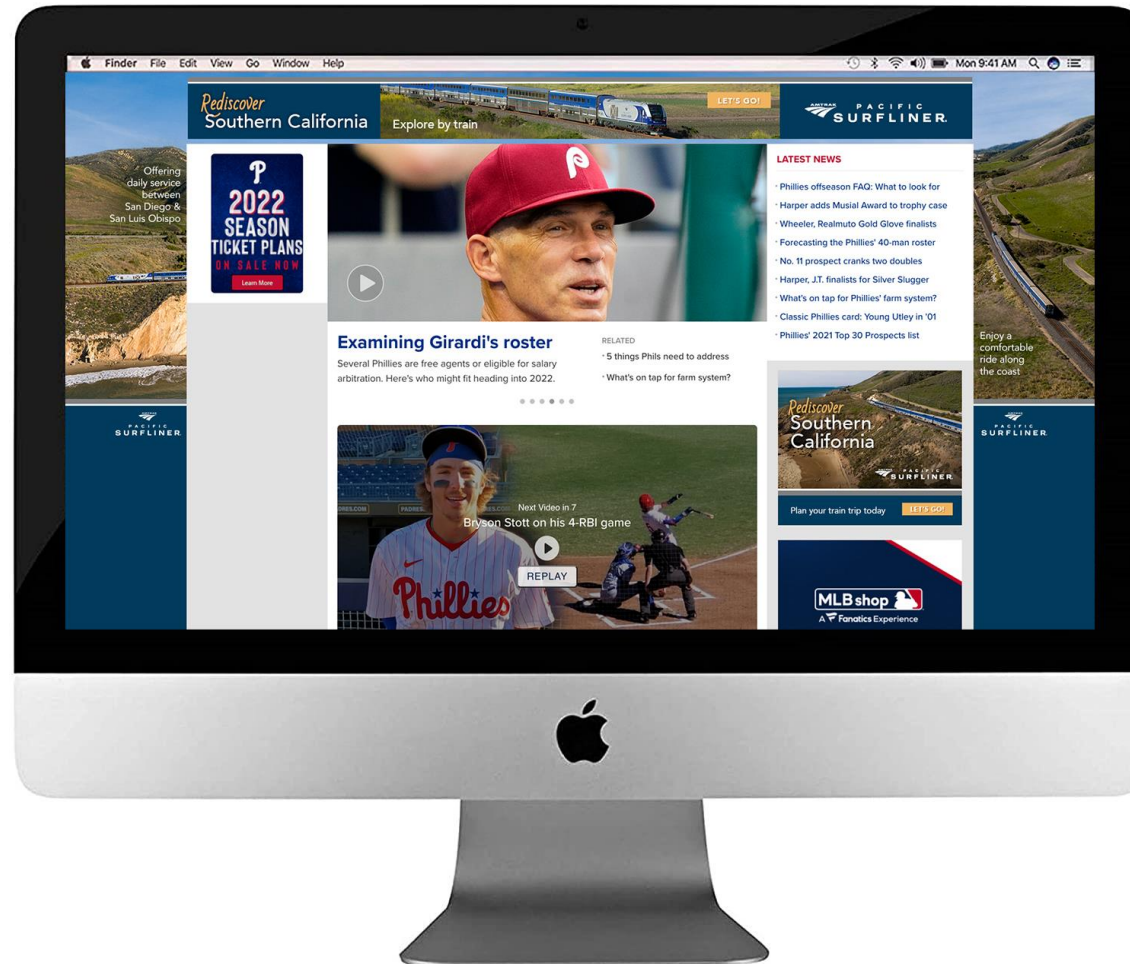 Finder File Edit View Go Window Help
Mon 9:41 AM
Rediscover
Southern California
Explore by train
LET'S GO!
AMTRAK
PACIFIC
SURFLINER
Offering
daily service
between
San Diego &
San Luis Obispo
PACIFIC
SURFLINER
P
2022
SEASON
TICKET PLANS
ON SALE NOW
Learn More
P
Examining Girardi's roster
Several Phillies are free agents or eligible for salary
arbitration. Here's who might fit heading into 2022.
RELATED
· 5 things Phils need to address
· What's on tap for farm system?
PADRES.COM
PADRES
Next Video in 7
Bryson Stott on his 4-RBI game
REPLAY
Phillies
LATEST NEWS
· Phillies offseason FAQ: What to look for
· Harper adds Musial Award to trophy case
· Wheeler, Realmuto Gold Glove finalists
· Forecasting the Phillies' 40-man roster
· No. 11 prospect cranks two doubles
· Harper, J.T. finalists for Silver Slugger
· What's on tap for Phillies' farm system?
· Classic Phillies card: Young Utley in '01
· Phillies' 2021 Top 30 Prospects list
Rediscover
Southern
California
PACIFIC
SURFLINER
Plan your train trip today
LET'S GO!
MLB shop
A Fanatics Experience
Enjoy a
comfortable
ride along
the coast
PACIFIC
SURFLINER